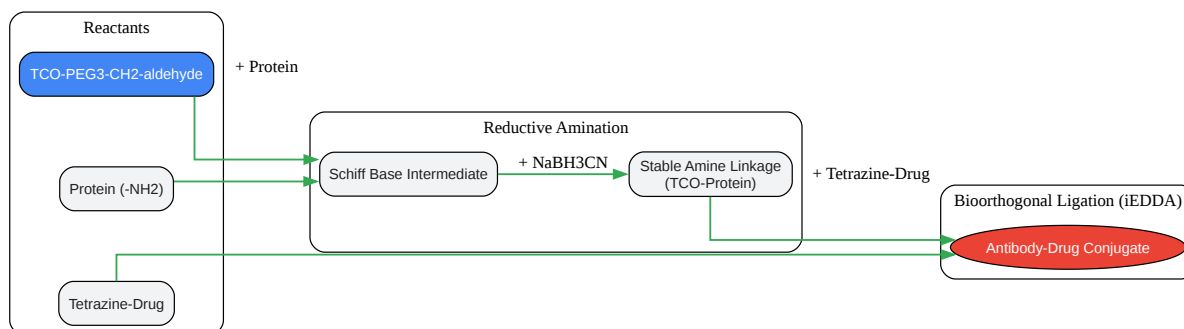 Reactants
TCO-PEG3-CH2-aldehyde
+ Protein
Protein (-NH2)
Tetrazine-Drug
Reductive Amination
Schiff Base Intermediate
+ NaBH3CN
Stable Amine Linkage
(TCO-Protein)
+ Tetrazine-Drug
Bioorthogonal Ligation (iEDDA)
Antibody-Drug Conjugate